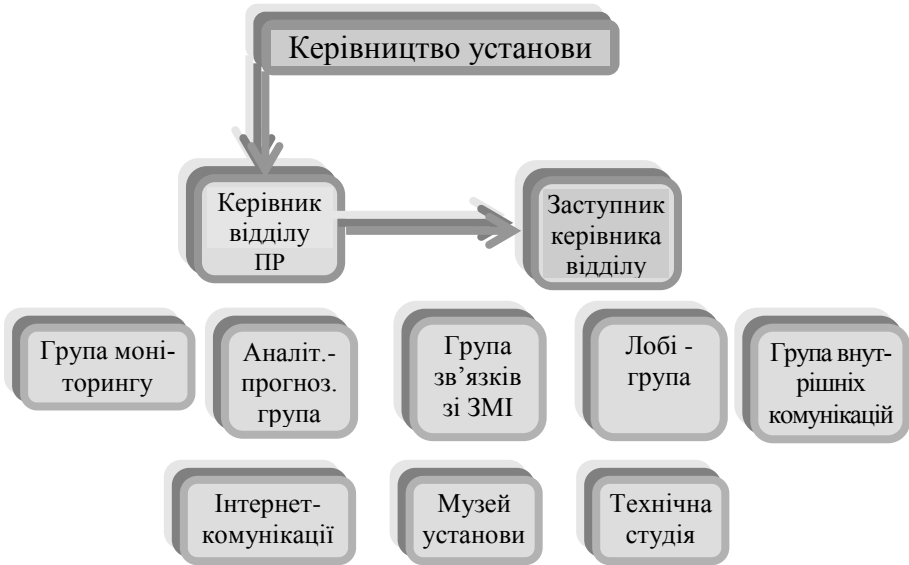 Керівництво установи
Керівник
відділу
ПР
Заступник
керівника
відділу
Група моні-
торингу
Аналіт.-
прогноз.
група
Група
зв’язків
зі ЗМІ
Лобі -
група
Група внут-
рішніх
комунікацій
Інтернет-
комунікації
Музей
установи
Технічна
студія